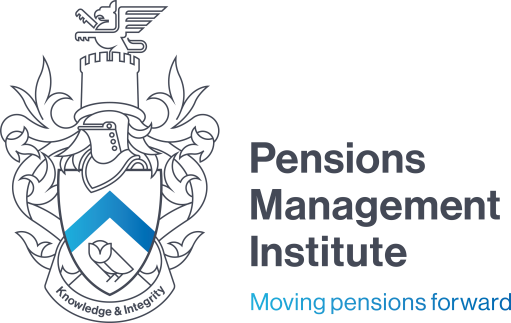 Pensions
Management
Institute
Moving pensions forward
Knowledge & Integrity